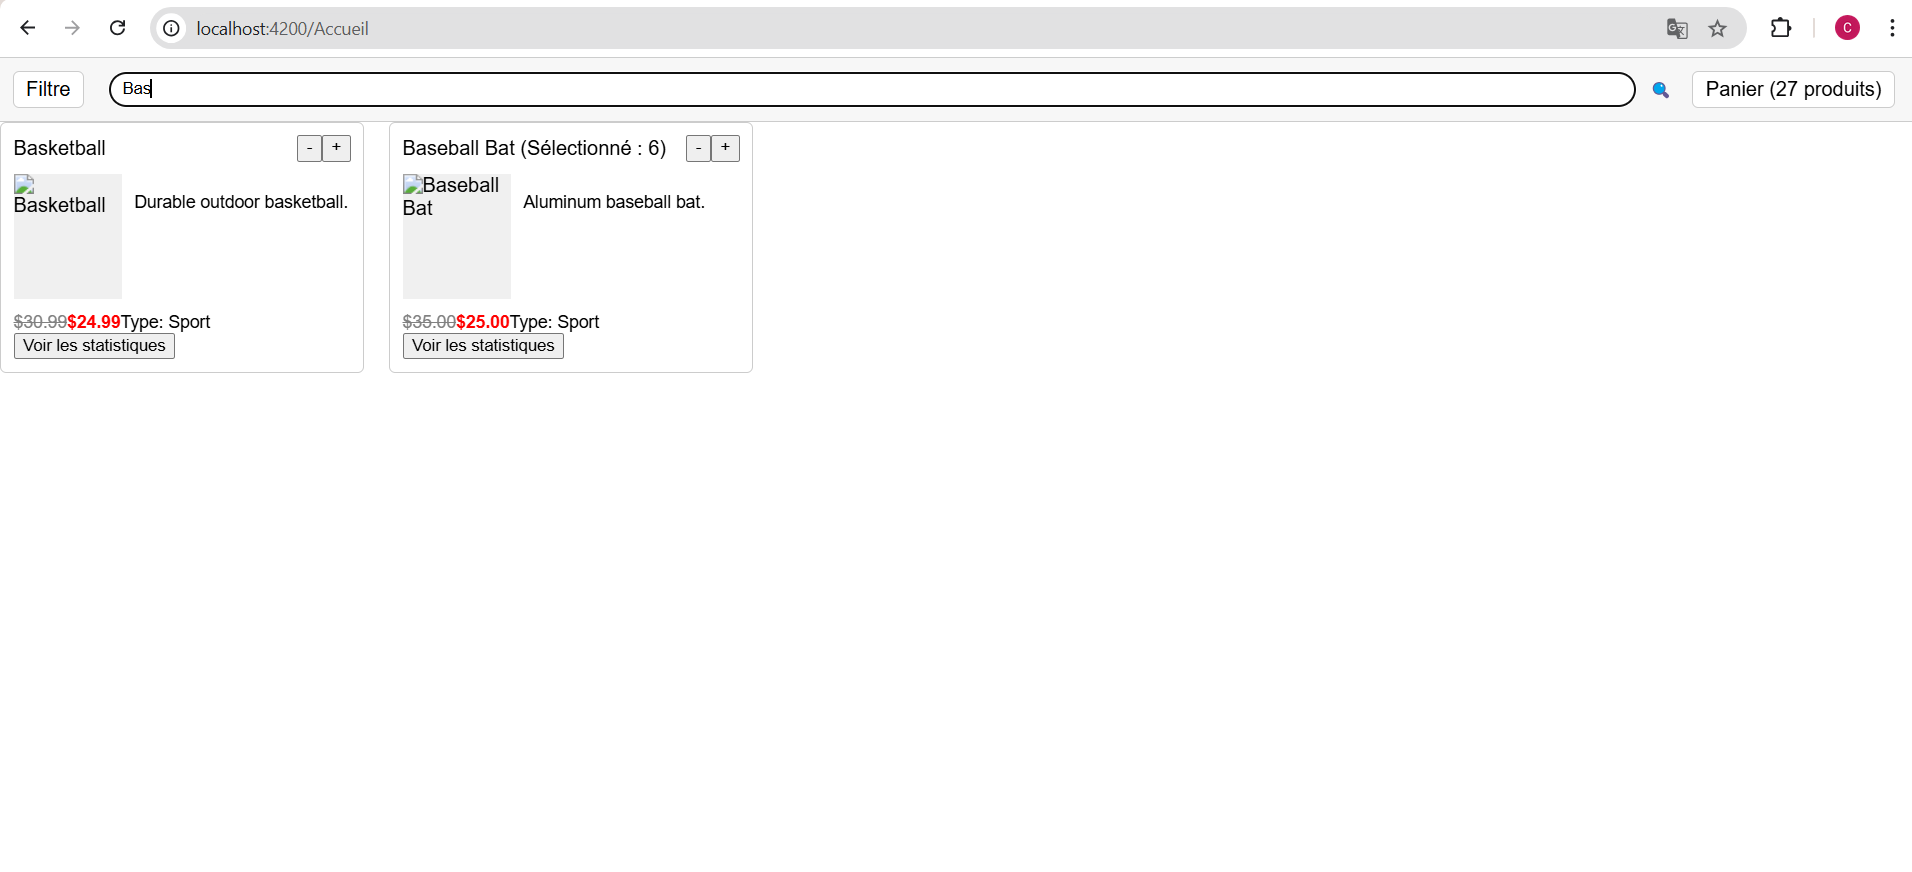 localhost:4200/Accueil
C
Filtre
Bas
Panier (27 produits)
Basketball
- +
Basketball
Durable outdoor basketball.
$30.99$24.99Type: Sport
Voir les statistiques
Baseball Bat (Sélectionné : 6)
- +
Baseball
Bat
Aluminum baseball bat.
$35.00$25.00Type: Sport
Voir les statistiques